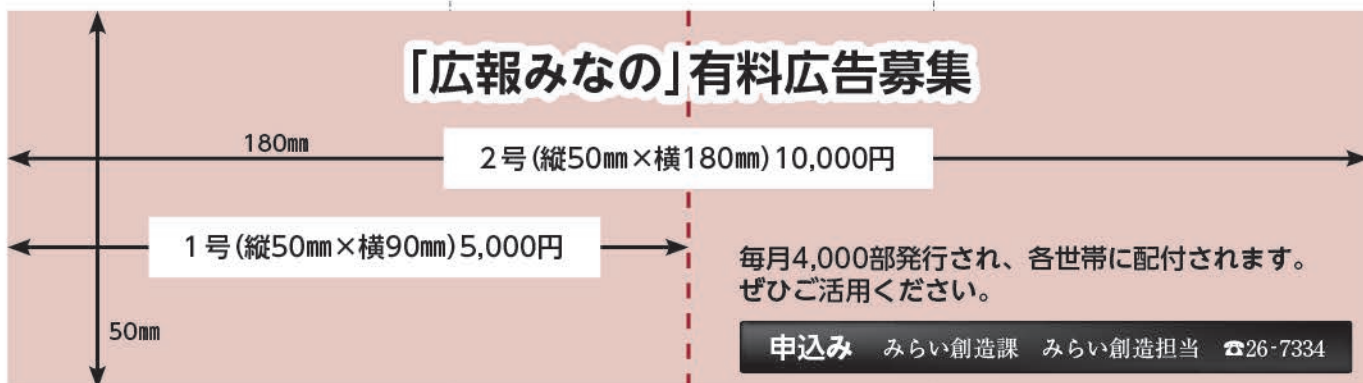 「広報みなの」有料広告募集
180㎜
2号(縦50㎜×横180㎜)10,000円
1号(縦50㎜×横90㎜)5,000円
毎月4,000部発行され、各世帯に配付されます。
ぜひご活用ください。
50㎜
申込み　みらい創造課　みらい創造担当　☎26-7334